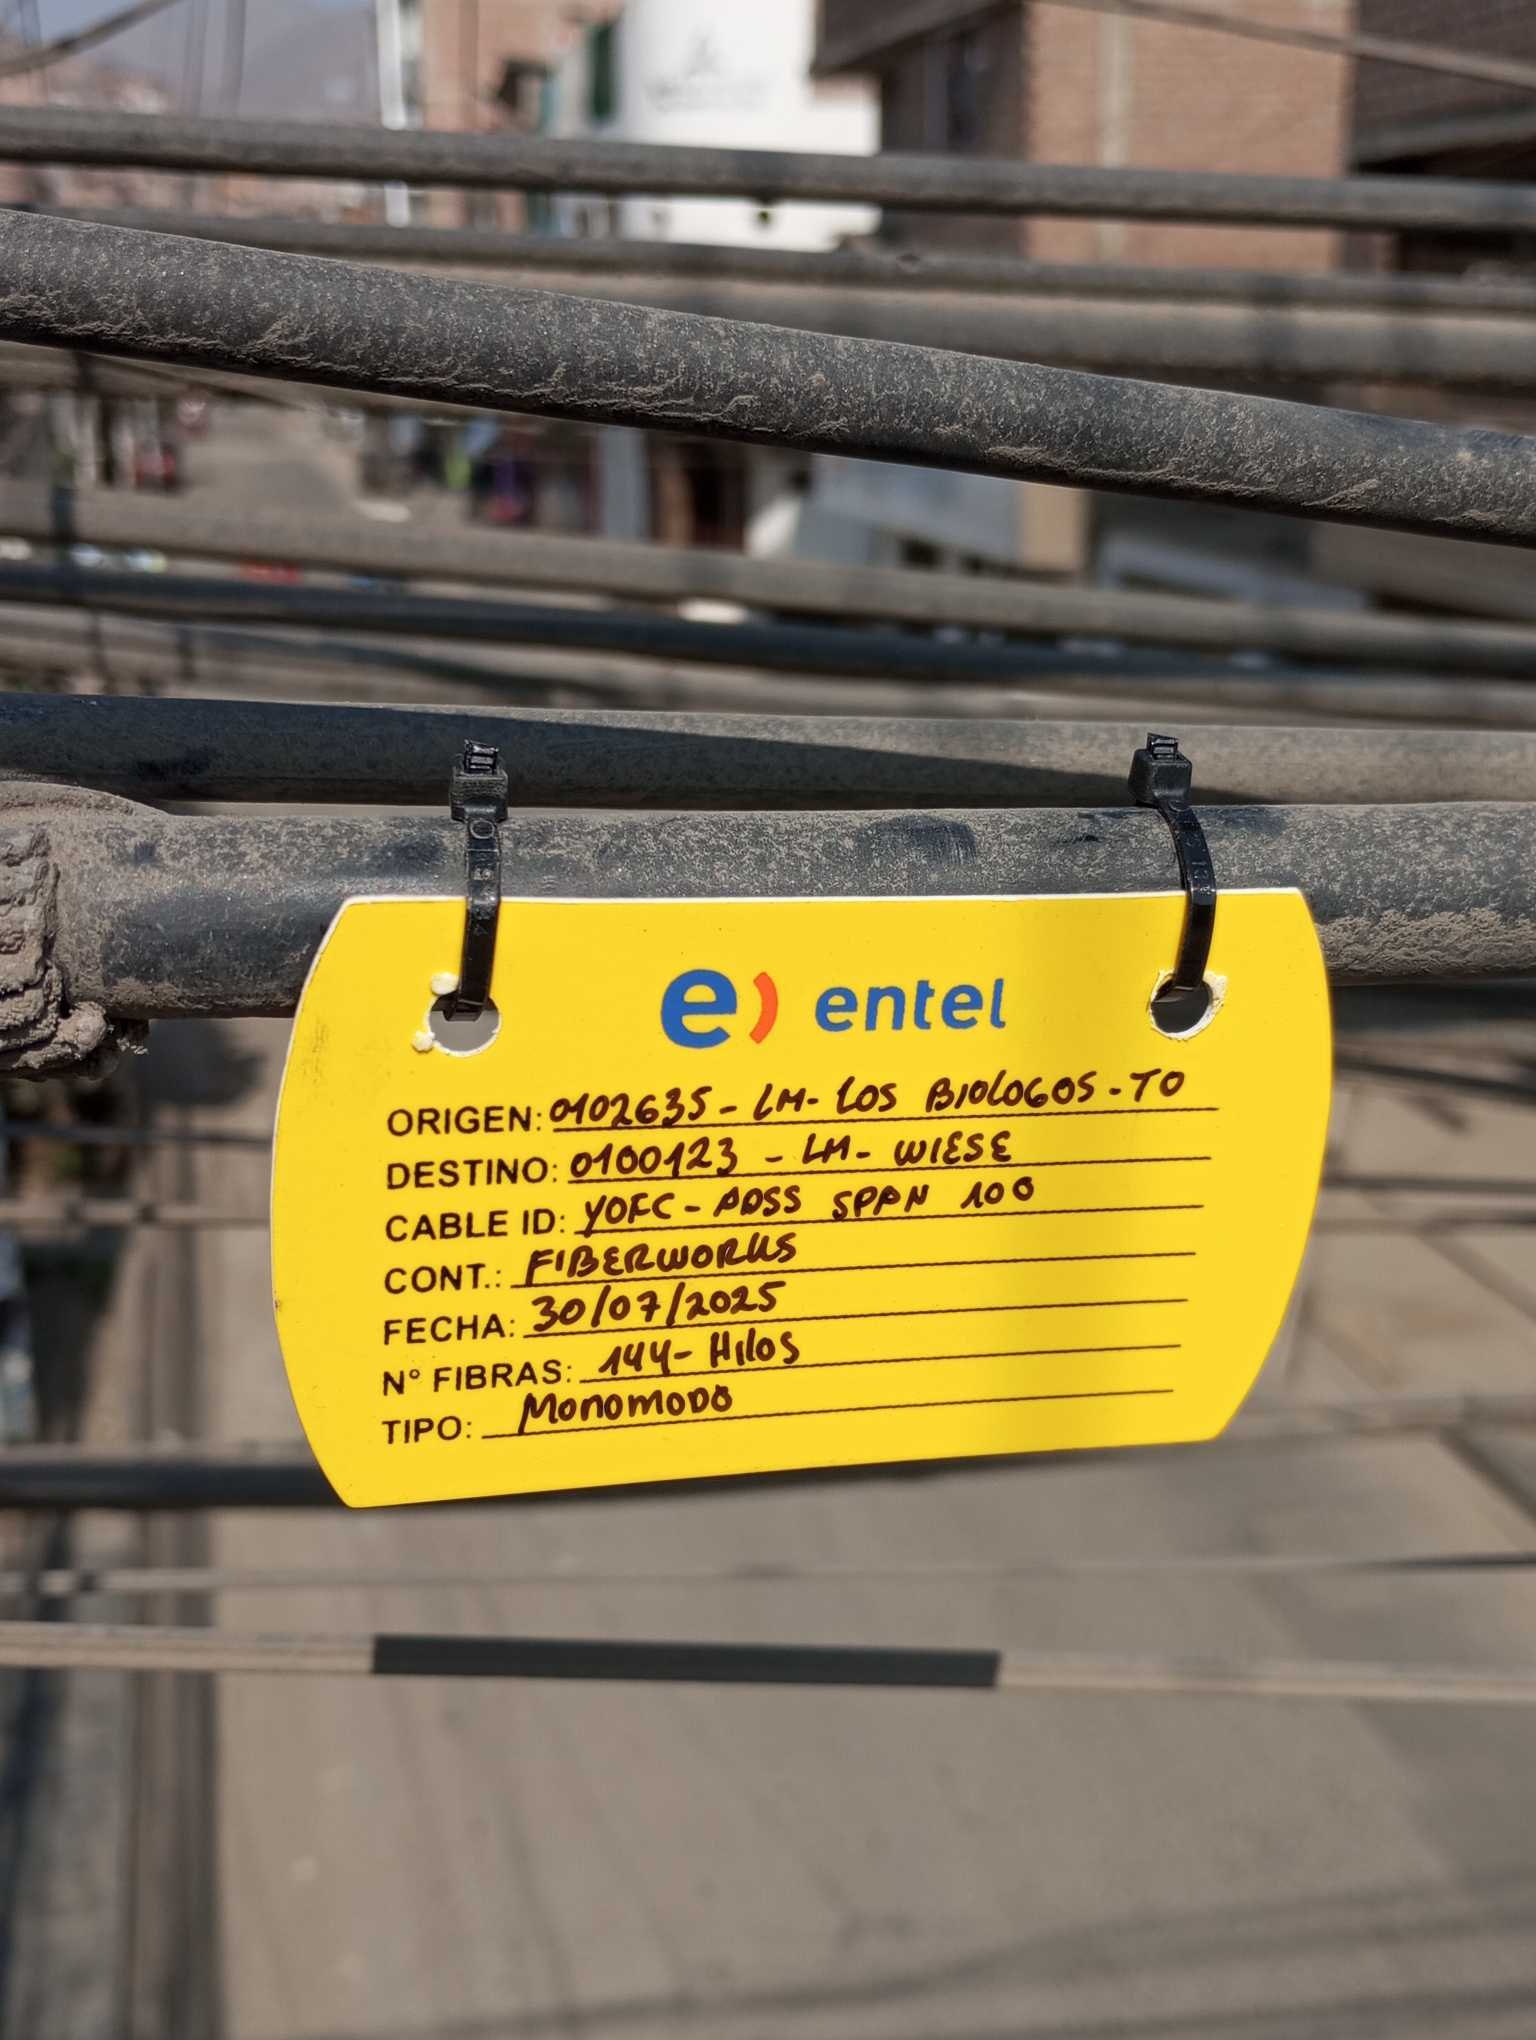 e) entel
ORIGEN: 0102635 - LM - LOS BIOLOGOS - TO
DESTINO: 0100123 - LM - WIESE
CABLE ID: YOFC - ADSS SPAN 100
CONT.: FIBERWORKS
FECHA: 30/07/2025
N° FIBRAS: 144 - Hilos
TIPO: Monomodo